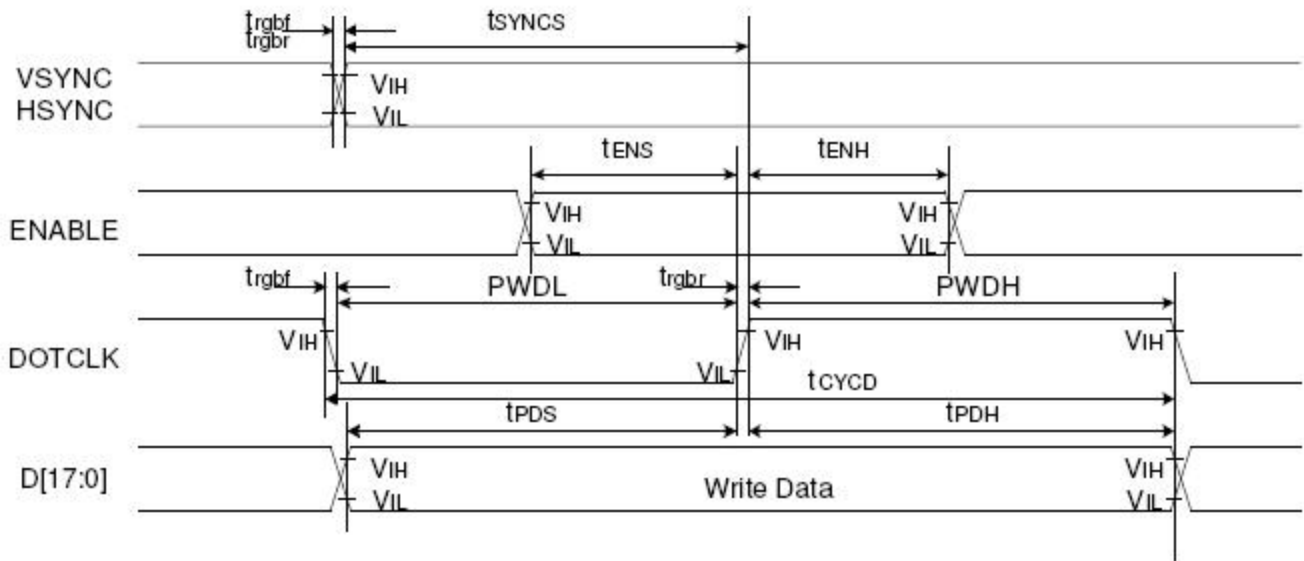 trgbf tSYNCS
trgbr
VSYNC VIH
HSYNC VIL
tENS tENH
ENABLE VIH VIH
VIL VIL
trgbf PWDL trgbr PWDH
DOTCLK VIH VIH VIH
VIL VIL tCYCD
tPDS tPDH
D[17:0] VIH Write Data VIH
VIL VIL